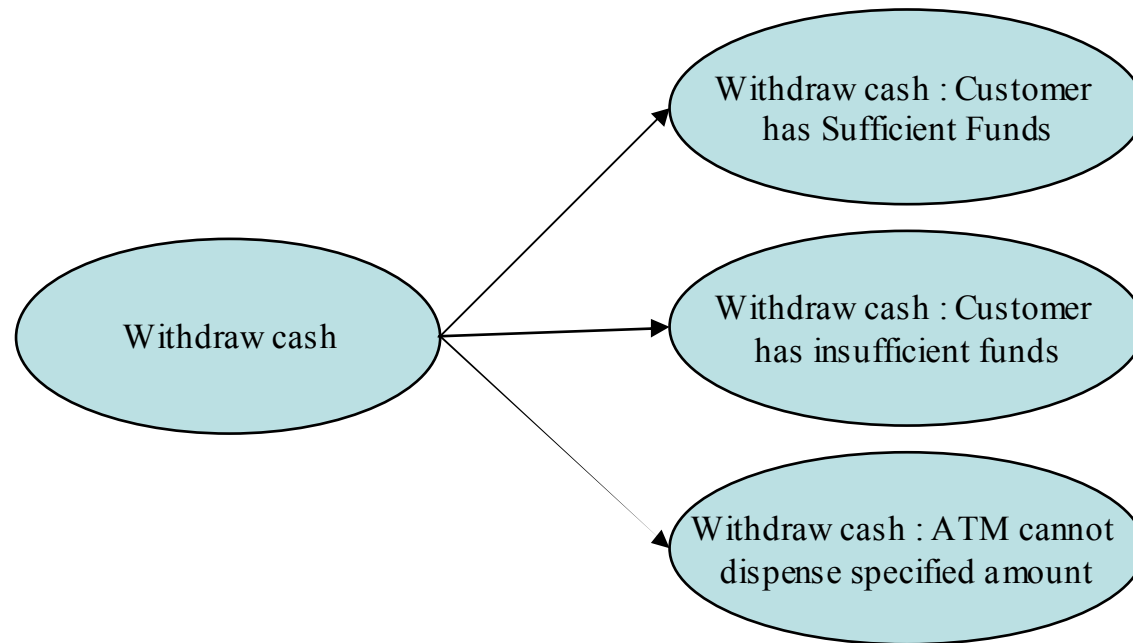 Withdraw cash : Customer
has Sufficient Funds
Withdraw cash
Withdraw cash : Customer
has insufficient funds
Withdraw cash : ATM cannot
dispense specified amount